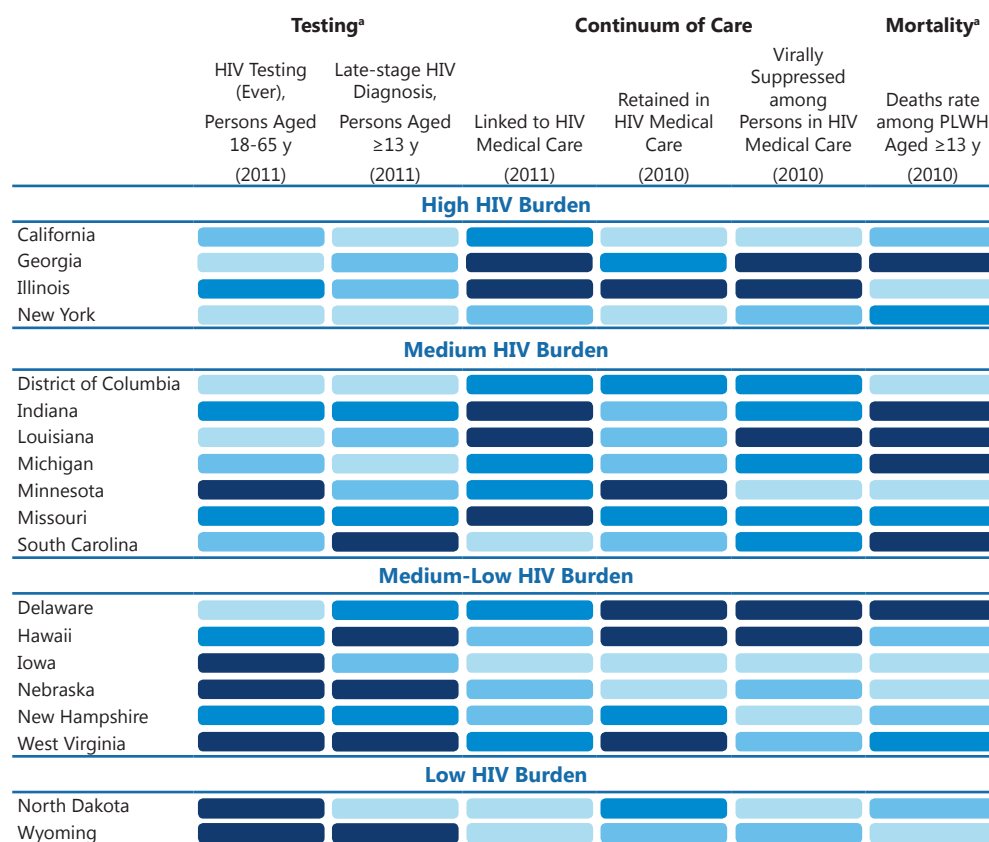 Testingᵃ Continuum of Care Mortalityᵃ
HIV Testing (Ever),
Persons Aged 18-65 y
(2011)
Late-stage HIV Diagnosis,
Persons Aged ≥13 y
(2011)
Linked to HIV Medical Care
(2011)
Retained in HIV Medical Care
(2010)
Virally Suppressed among Persons in HIV Medical Care
(2010)
Deaths rate among PLWH Aged ≥13 y
(2010)
High HIV Burden
California
Georgia
Illinois
New York
Medium HIV Burden
District of Columbia
Indiana
Louisiana
Michigan
Minnesota
Missouri
South Carolina
Medium-Low HIV Burden
Delaware
Hawaii
Iowa
Nebraska
New Hampshire
West Virginia
Low HIV Burden
North Dakota
Wyoming